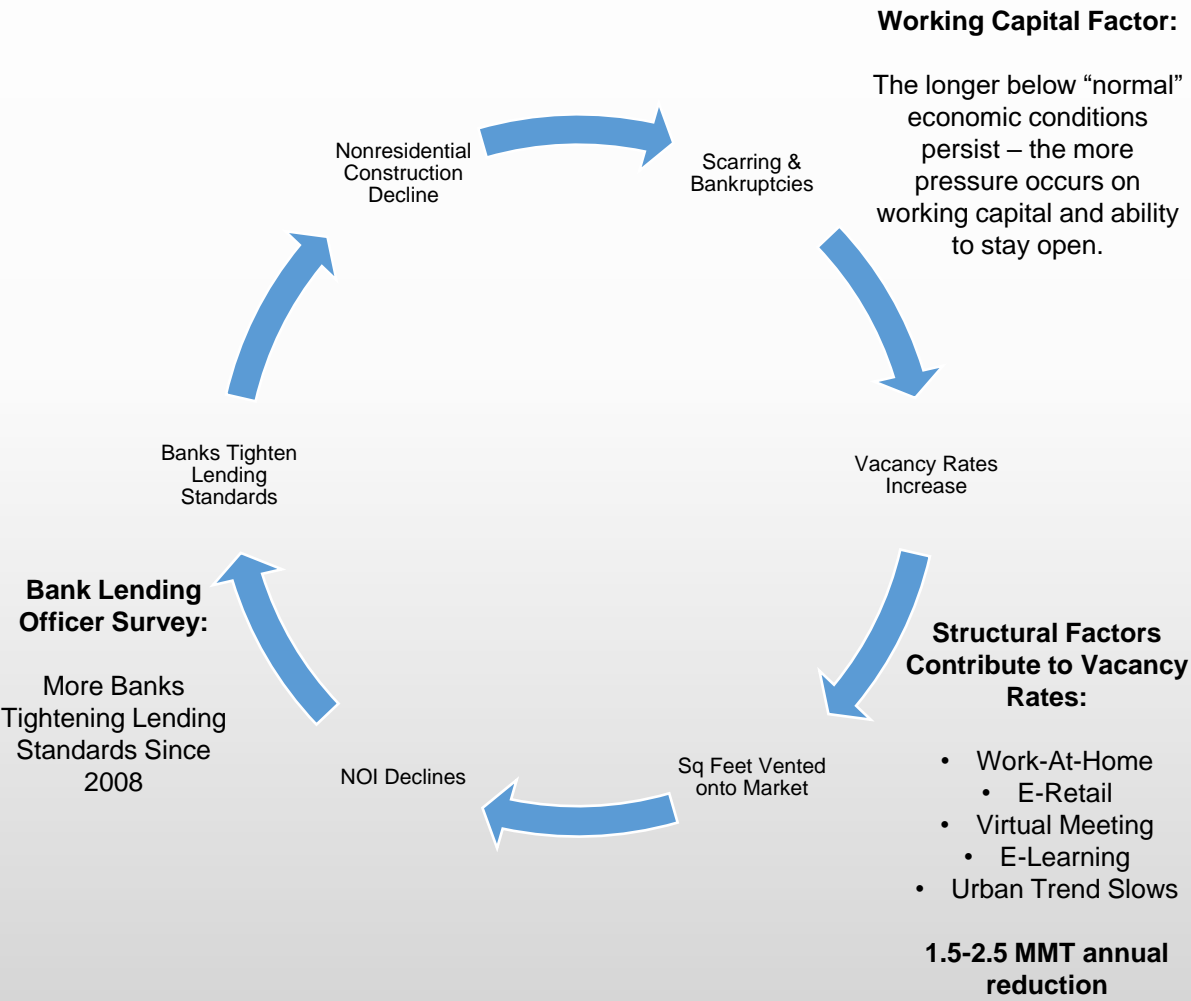 Working Capital Factor:
The longer below “normal”
economic conditions
persist – the more
pressure occurs on
working capital and ability
to stay open.
Nonresidential
Construction
Decline
Scarring &
Bankruptcies
Vacancy Rates
Increase
Sq Feet Vented
onto Market
NOI Declines
Banks Tighten
Lending
Standards
Bank Lending
Officer Survey:
More Banks
Tightening Lending
Standards Since
2008
Structural Factors
Contribute to Vacancy
Rates:
• Work-At-Home
• E-Retail
• Virtual Meeting
• E-Learning
• Urban Trend Slows
1.5-2.5 MMT annual
reduction